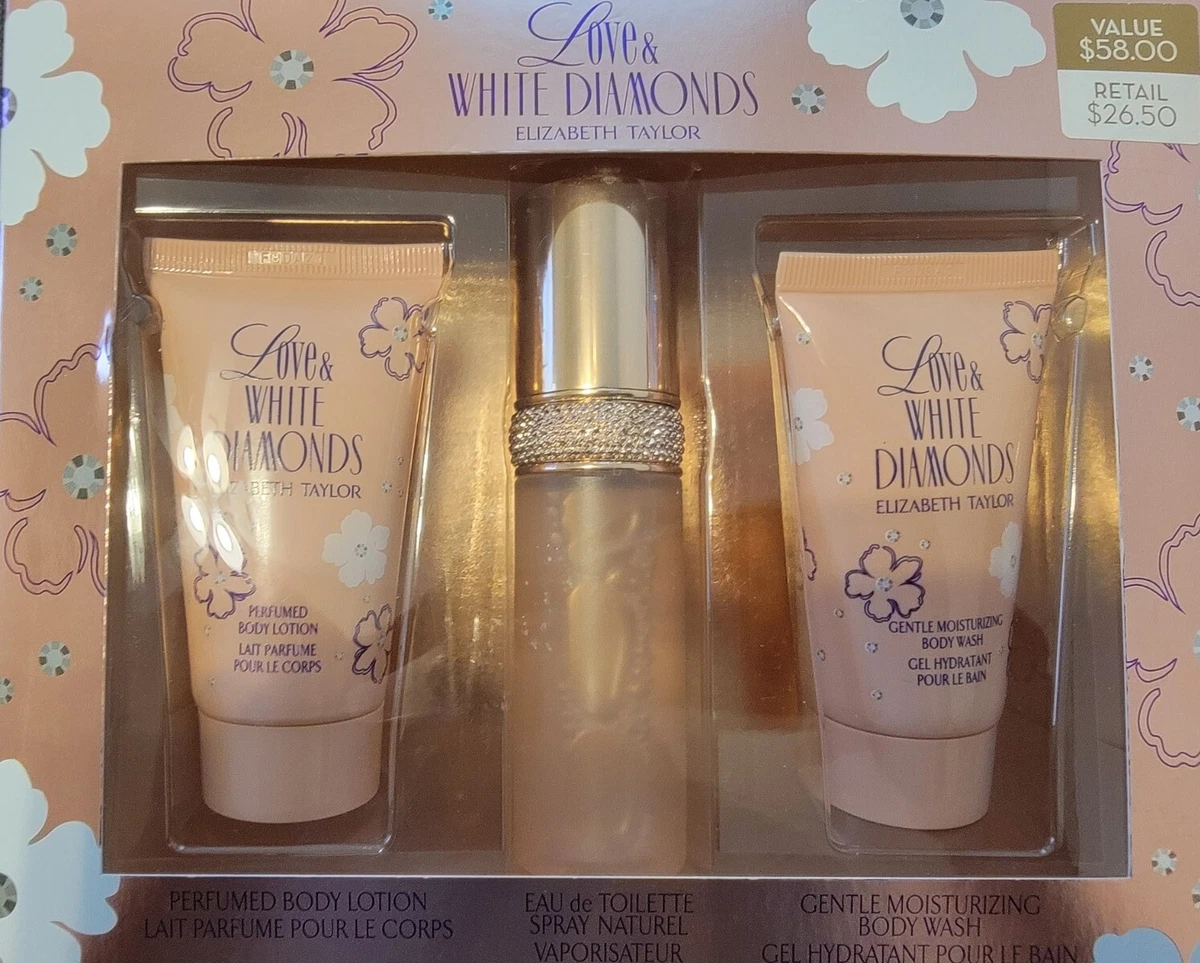 Love &
WHITE DIAMONDS
ELIZABETH TAYLOR
VALUE
$58.00
RETAIL
$26.50
Love &
WHITE
DIAMONDS
ELIZABETH TAYLOR
PERFUMED
BODY LOTION
LAIT PARFUME
POUR LE CORPS
Love &
WHITE
DIAMONDS
ELIZABETH TAYLOR
GENTLE MOISTURIZING
BODY WASH
GEL HYDRATANT
POUR LE BAIN
PERFUMED BODY LOTION
LAIT PARFUME POUR LE CORPS
EAU de TOILETTE
SPRAY NATUREL
VAPORISATEUR
GENTLE MOISTURIZING
BODY WASH
GEL HYDRATANT POUR LE BAIN